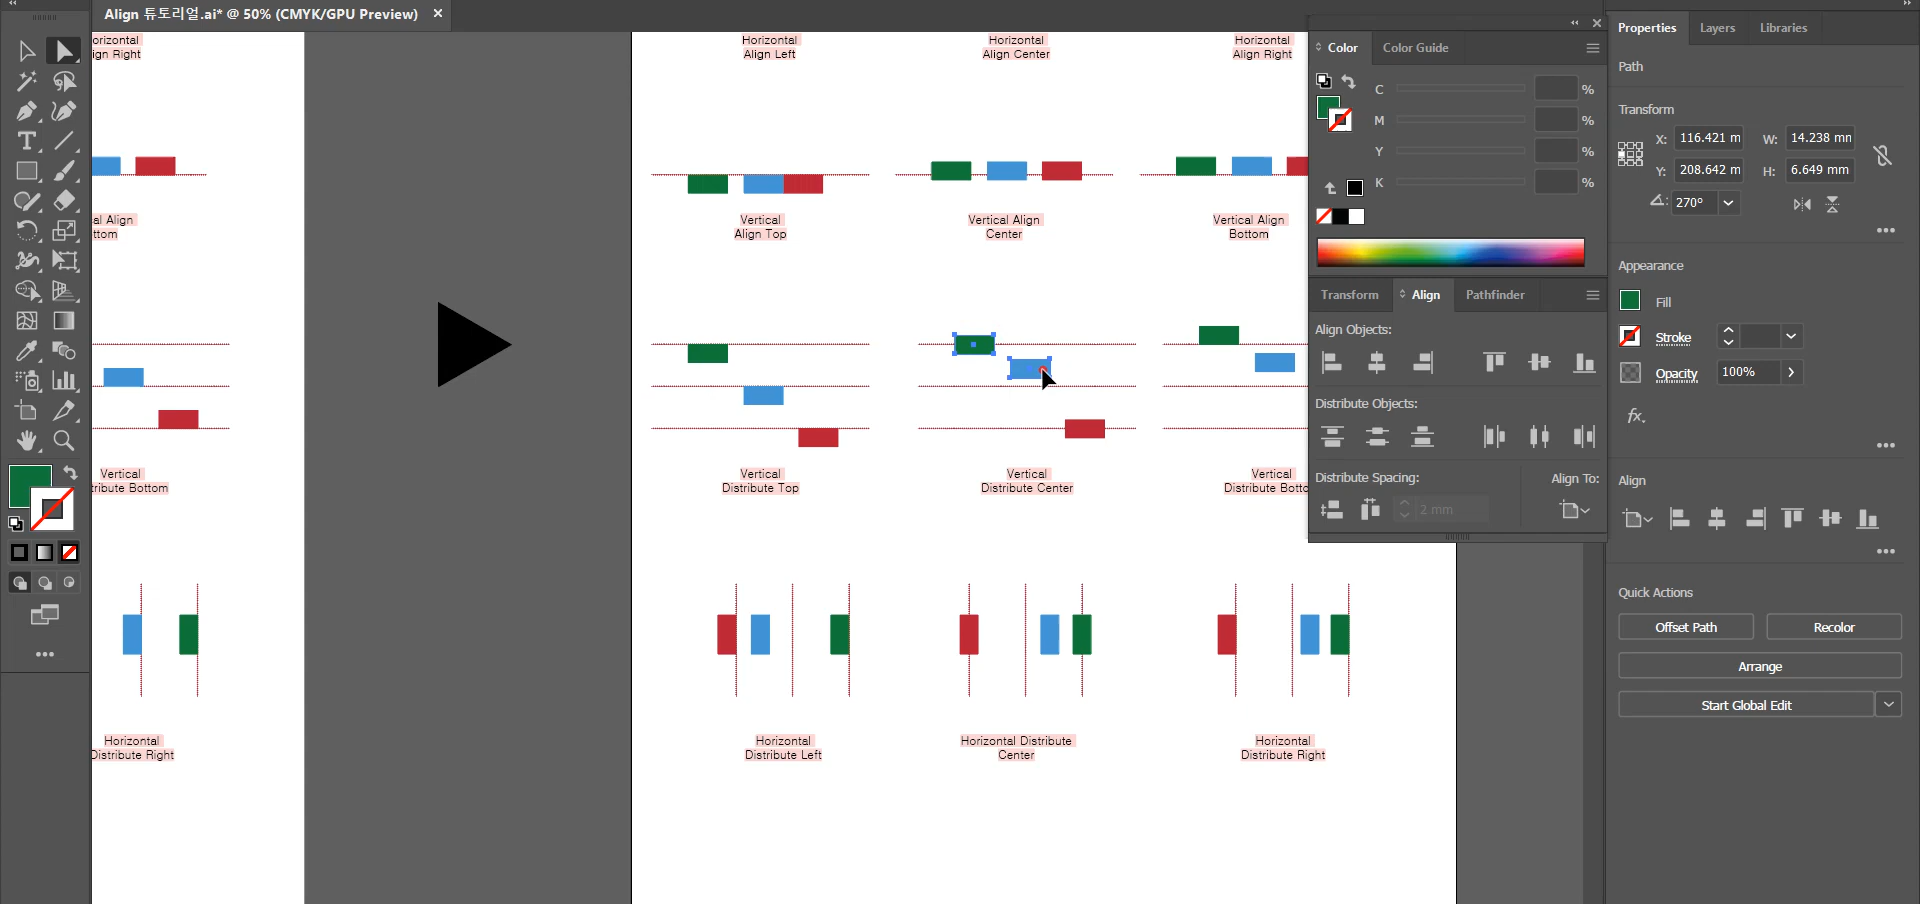 Align 튜토리얼.ai* @ 50% (CMYK/GPU Preview)
orizontal
ign Right
Horizontal
Align Left
Horizontal
Align Center
Horizontal
Align Right
al Align
ttom
Vertical
Align Top
Vertical Align
Center
Vertical Align
Bottom
Vertical
tribute Bottom
Vertical
Distribute Top
Vertical
Distribute Center
Vertical
Distribute Botto
Horizontal
Distribute Right
Horizontal
Distribute Left
Horizontal Distribute
Center
Horizontal
Distribute Right
Color
Color Guide
C %
M %
Y %
K %
Transform
Align
Pathfinder
Align Objects:
Distribute Objects:
Distribute Spacing:
Align To:
2 mm
Properties
Layers
Libraries
Path
Transform
X: 116.421 m
W: 14.238 mm
Y: 208.642 m
H: 6.649 mm
270°
Appearance
Fill
Stroke
Opacity
100%
fx.
Align
Quick Actions
Offset Path
Recolor
Arrange
Start Global Edit